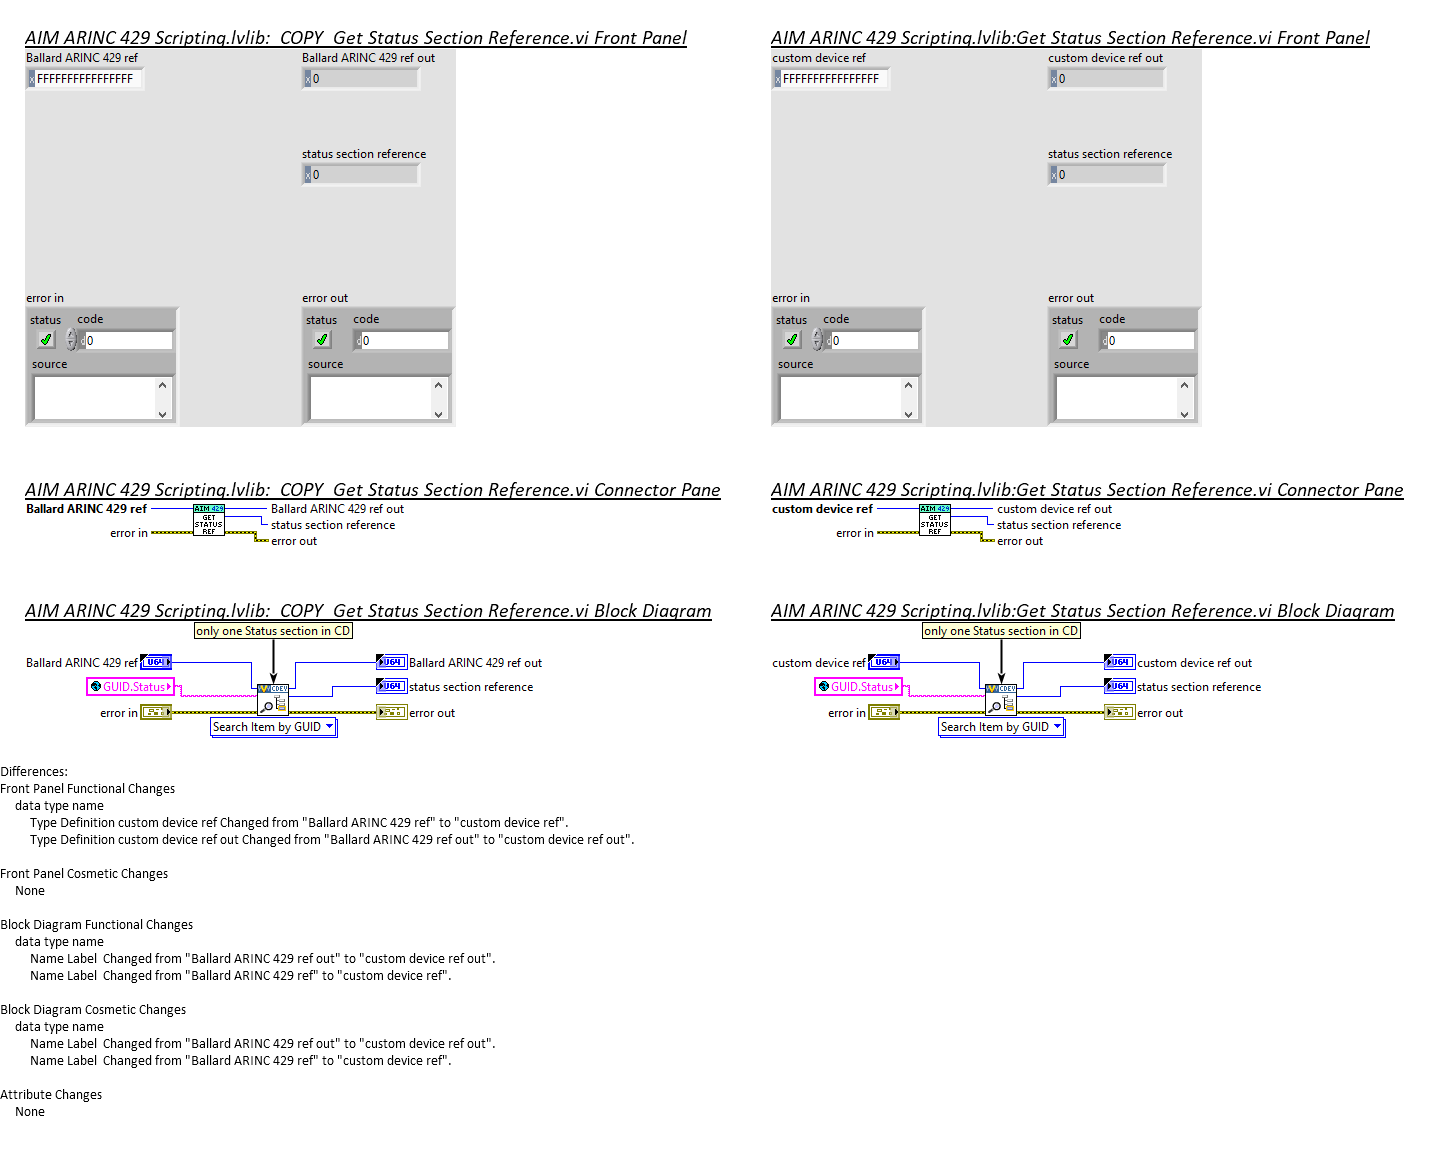 AIM ARINC 429 Scripting.lvlib:_COPY_Get Status Section Reference.vi Front Panel
Ballard ARINC 429 ref
Ballard ARINC 429 ref out
x FFFFFFFFFFFFFFFF
x 0
status section reference
x 0
error in
error out
status code
status code
d 0
d 0
source
source
AIM ARINC 429 Scripting.lvlib:Get Status Section Reference.vi Front Panel
custom device ref
custom device ref out
x FFFFFFFFFFFFFFFF
x 0
status section reference
x 0
error in
error out
status code
status code
d 0
d 0
source
source
AIM ARINC 429 Scripting.lvlib:_COPY_Get Status Section Reference.vi Connector Pane
Ballard ARINC 429 ref
AIM 429
GET
STATUS
REF
Ballard ARINC 429 ref out
status section reference
error in
error out
AIM ARINC 429 Scripting.lvlib:Get Status Section Reference.vi Connector Pane
custom device ref
AIM 429
GET
STATUS
REF
custom device ref out
status section reference
error in
error out
AIM ARINC 429 Scripting.lvlib:_COPY_Get Status Section Reference.vi Block Diagram
only one Status section in CD
Ballard ARINC 429 ref
U64
U64
Ballard ARINC 429 ref out
GUID.Status
CDEV
U64
status section reference
error in
error out
Search Item by GUID
AIM ARINC 429 Scripting.lvlib:Get Status Section Reference.vi Block Diagram
only one Status section in CD
custom device ref
U64
U64
custom device ref out
GUID.Status
CDEV
U64
status section reference
error in
error out
Search Item by GUID
Differences:
Front Panel Functional Changes
data type name
Type Definition custom device ref Changed from "Ballard ARINC 429 ref" to "custom device ref".
Type Definition custom device ref out Changed from "Ballard ARINC 429 ref out" to "custom device ref out".
Front Panel Cosmetic Changes
None
Block Diagram Functional Changes
data type name
Name Label  Changed from "Ballard ARINC 429 ref out" to "custom device ref out".
Name Label  Changed from "Ballard ARINC 429 ref" to "custom device ref".
Block Diagram Cosmetic Changes
data type name
Name Label  Changed from "Ballard ARINC 429 ref out" to "custom device ref out".
Name Label  Changed from "Ballard ARINC 429 ref" to "custom device ref".
Attribute Changes
None